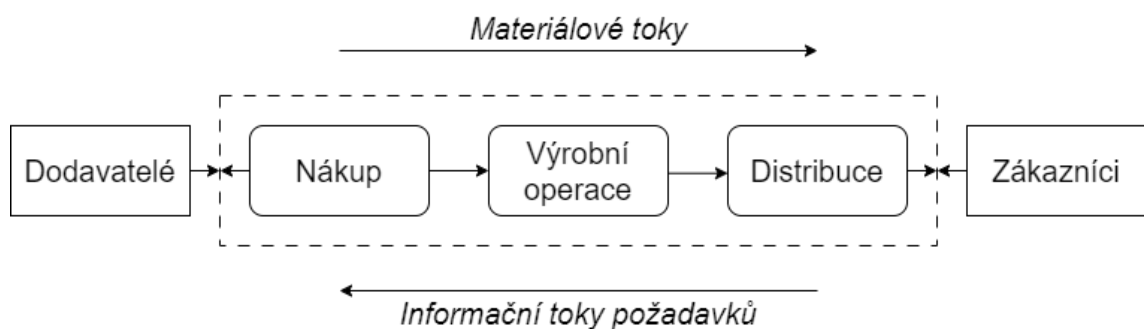 Materiálové toky
Dodavatelé
Nákup
Výrobní
operace
Distribuce
Zákazníci
Informační toky požadavků